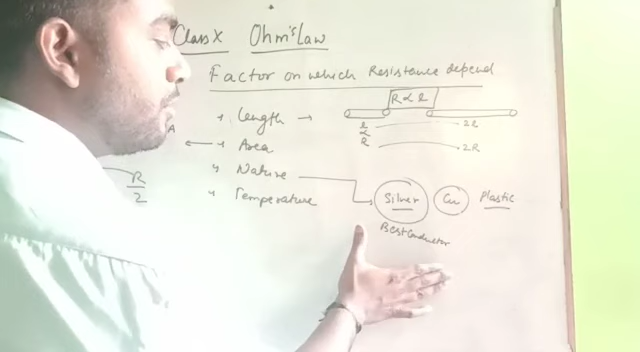 Class X Ohm's Law
Factor on which Resistance depend
R ∝ l
Length →
l 2l
∝
R 2R
A
Area
R/2
Nature
Silver Cu Plastic
Best Conductor
Temperature